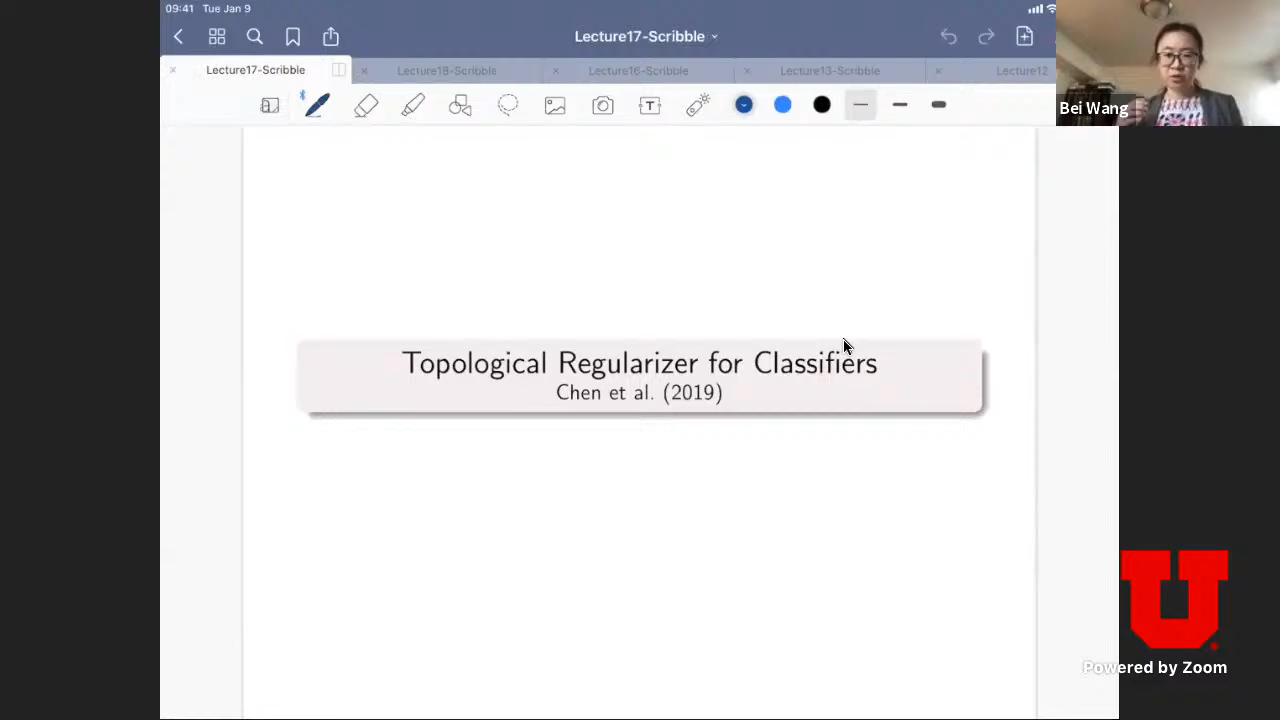 09:41 Tue Jan 9
Lecture17-Scribble
Lecture17-Scribble
Lecture18-Scribble
Lecture16-Scribble
Lecture13-Scribble
Lecture12
T
Bei Wang
Topological Regularizer for Classifiers
Chen et al. (2019)
U
Powered by Zoom